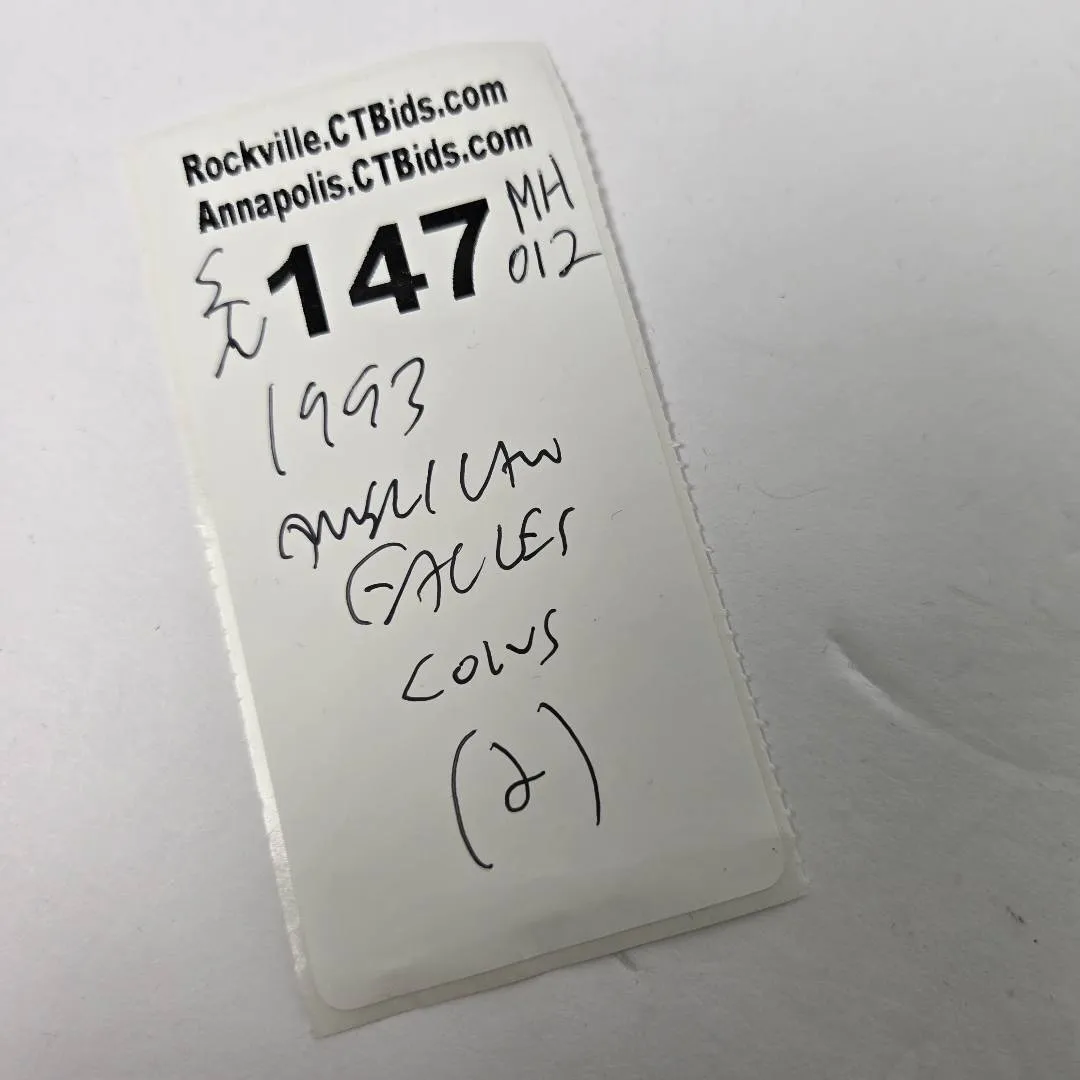 Rockville.CTBids.com
Annapolis.CTBids.com
147 MH
012
1993
AMERICAN
EAGLES
COINS
(2)